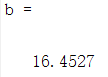 b =
16.4527